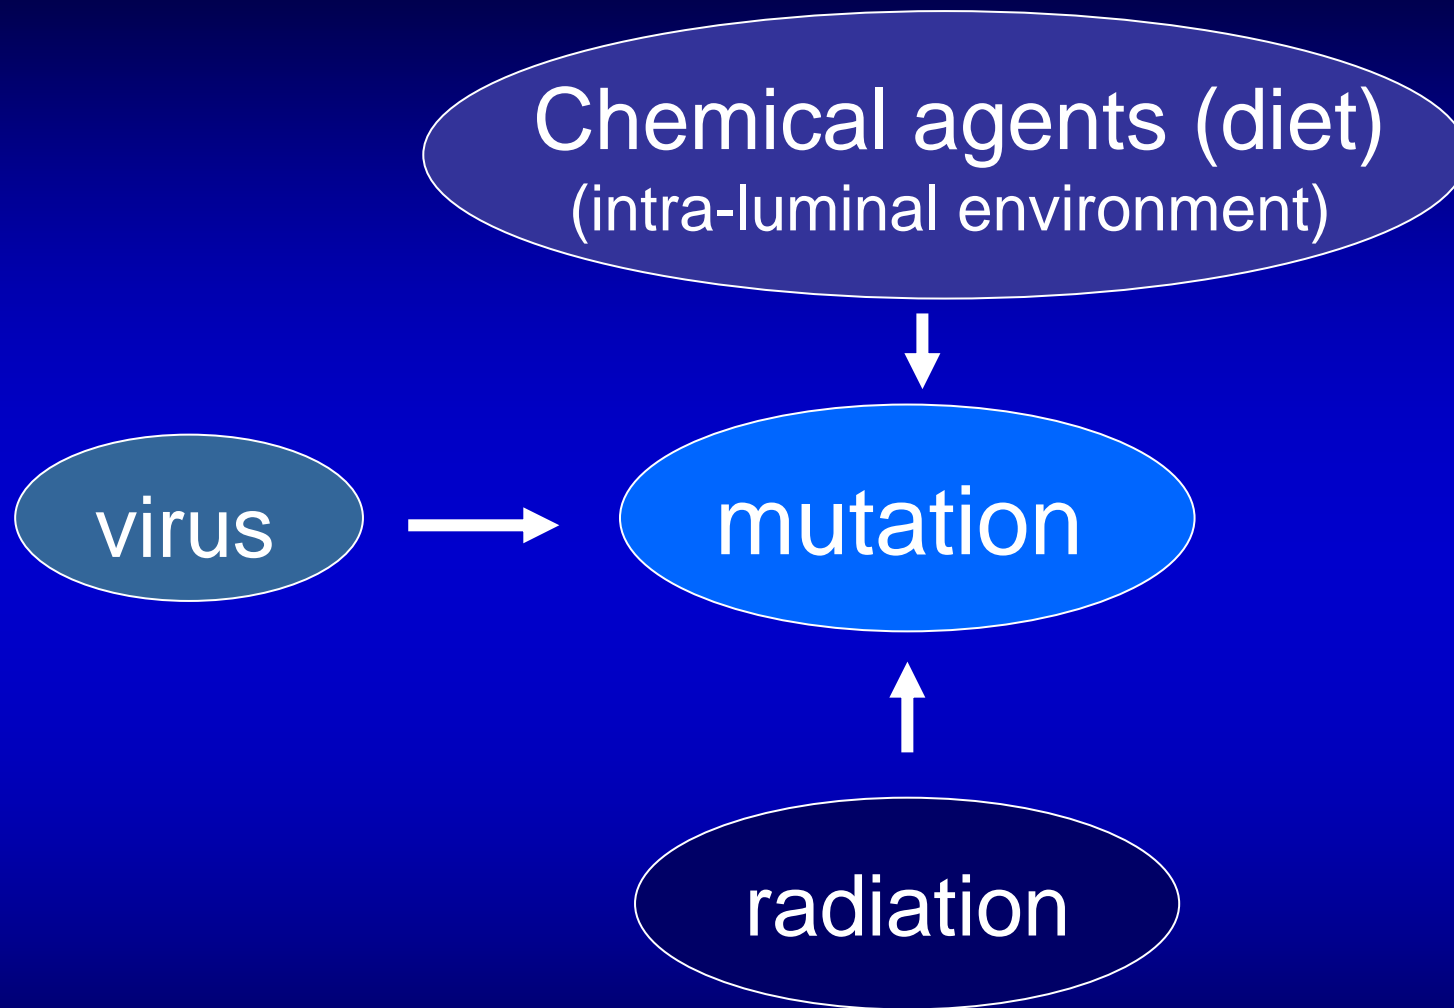 Chemical agents (diet)
(intra-luminal environment)
virus
mutation
radiation